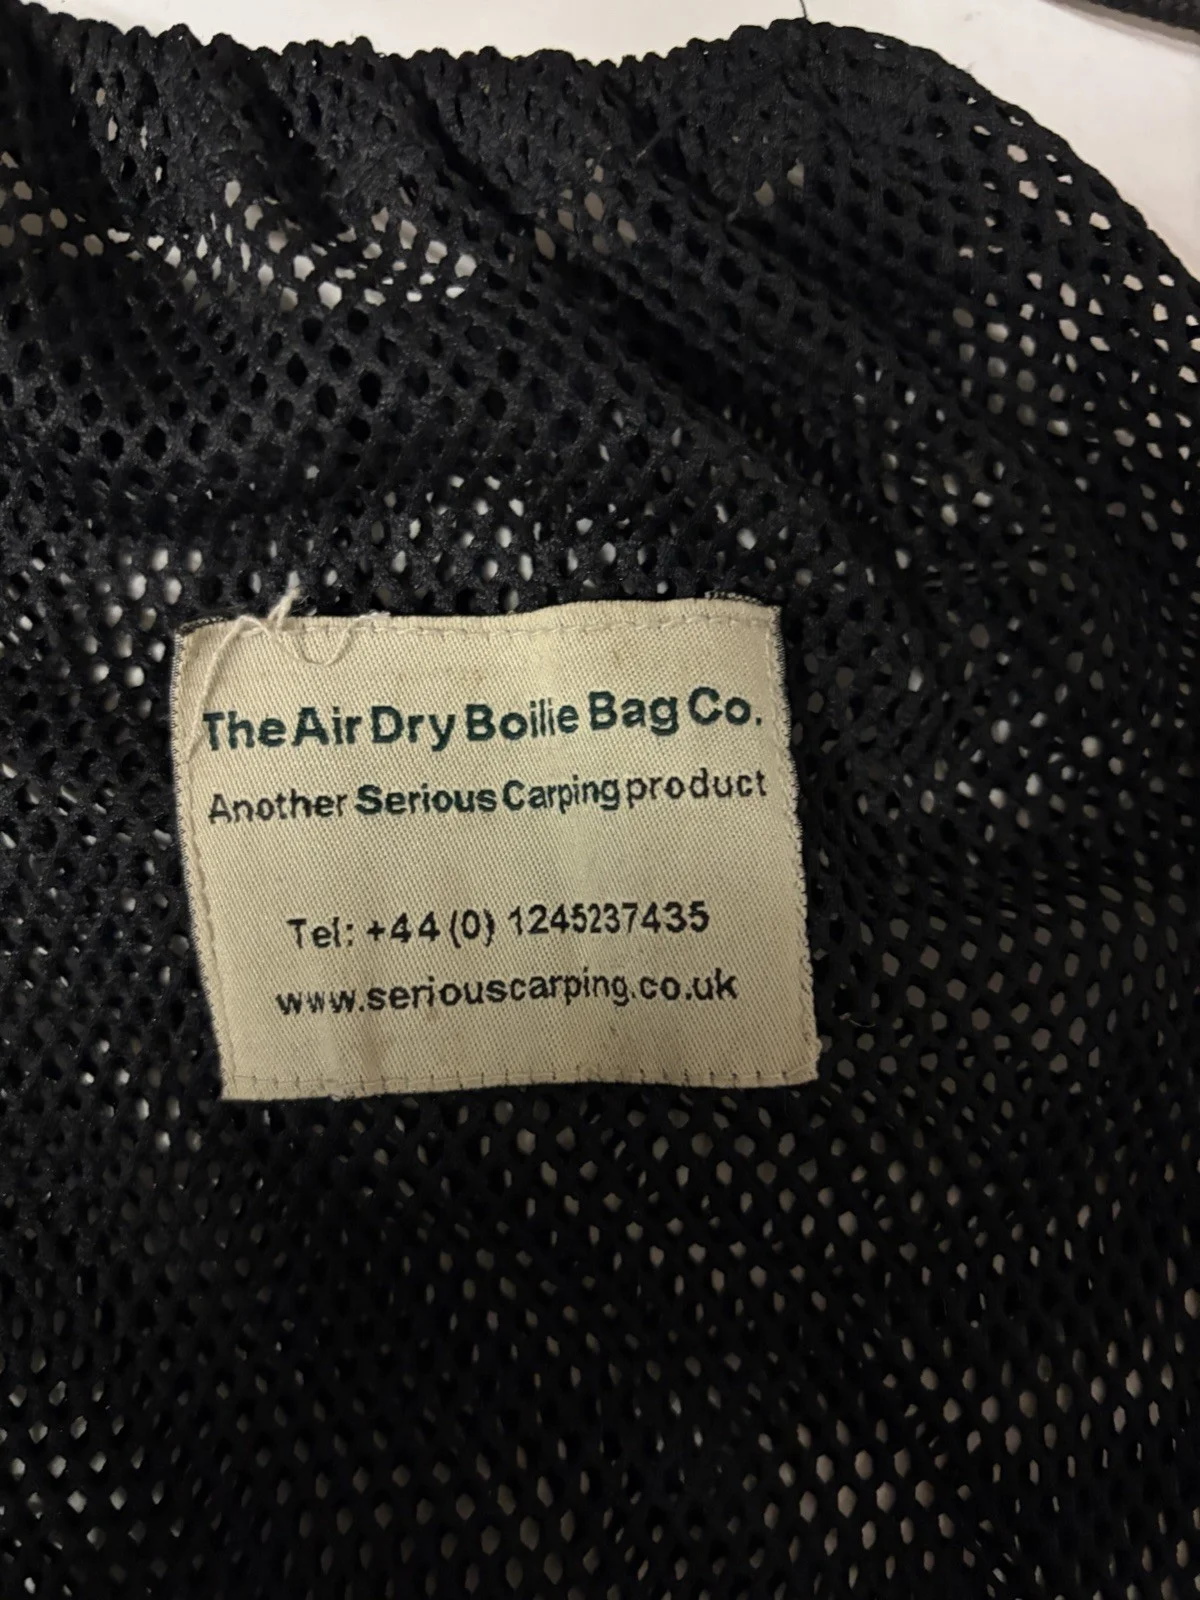 The Air Dry Boilie Bag Co.
Another Serious Carping product
Tel: +44 (0) 1245237435
www.seriouscarping.co.uk